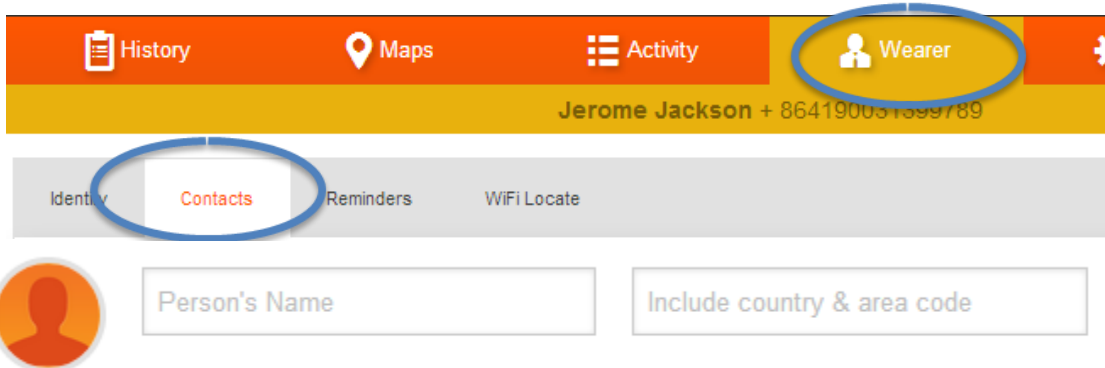 History Maps Activity Wearer
Jerome Jackson + 864190031399789
Identity Contacts Reminders WiFi Locate
Person's Name Include country & area code